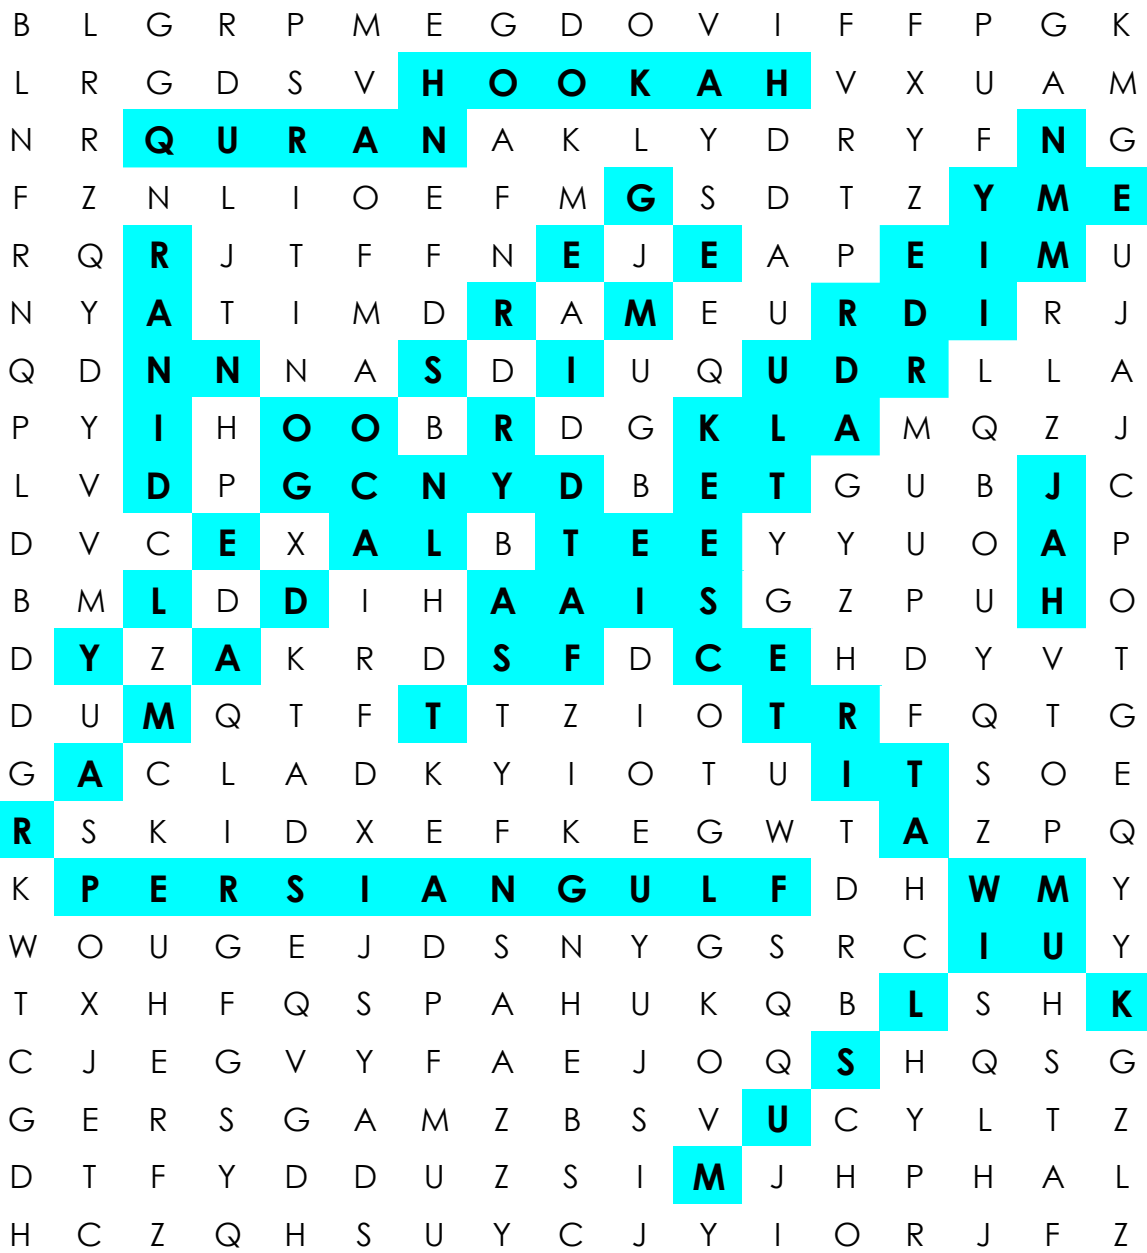 B L G R P M E G D O V I F F P G K
L R G D S V H O O K A H V X U A M
N R Q U R A N A K L Y D R Y F N G
F Z N L I O E F M G S D T Z Y M E
R Q R J T F F N E J E A P E I M U
N Y A T I M D R A M E U R D I R J
Q D N N N A S D I U Q U D R L L A
P Y I H O O B R D G K L A M Q Z J
L V D P G C N Y D B E T G U B J C
D V C E X A L B T E E Y Y U O A P
B M L D D I H A A I S G Z P U H O
D Y Z A K R D S F D C E H D Y V T
D U M Q T F T T Z I O T R F Q T G
G A C L A D K Y I O T U I T S O E
R S K I D X E F K E G W T A Z P Q
K P E R S I A N G U L F D H W M Y
W O U G E J D S N Y G S R C I U Y
T X H F Q S P A H U K Q B L S H K
C J E G V Y F A E J O Q S H Q S G
G E R S G A M Z B S V U C Y L T Z
D T F Y D D U Z S I M J H P H A L
H C Z Q H S U Y C J Y I O R J F Z